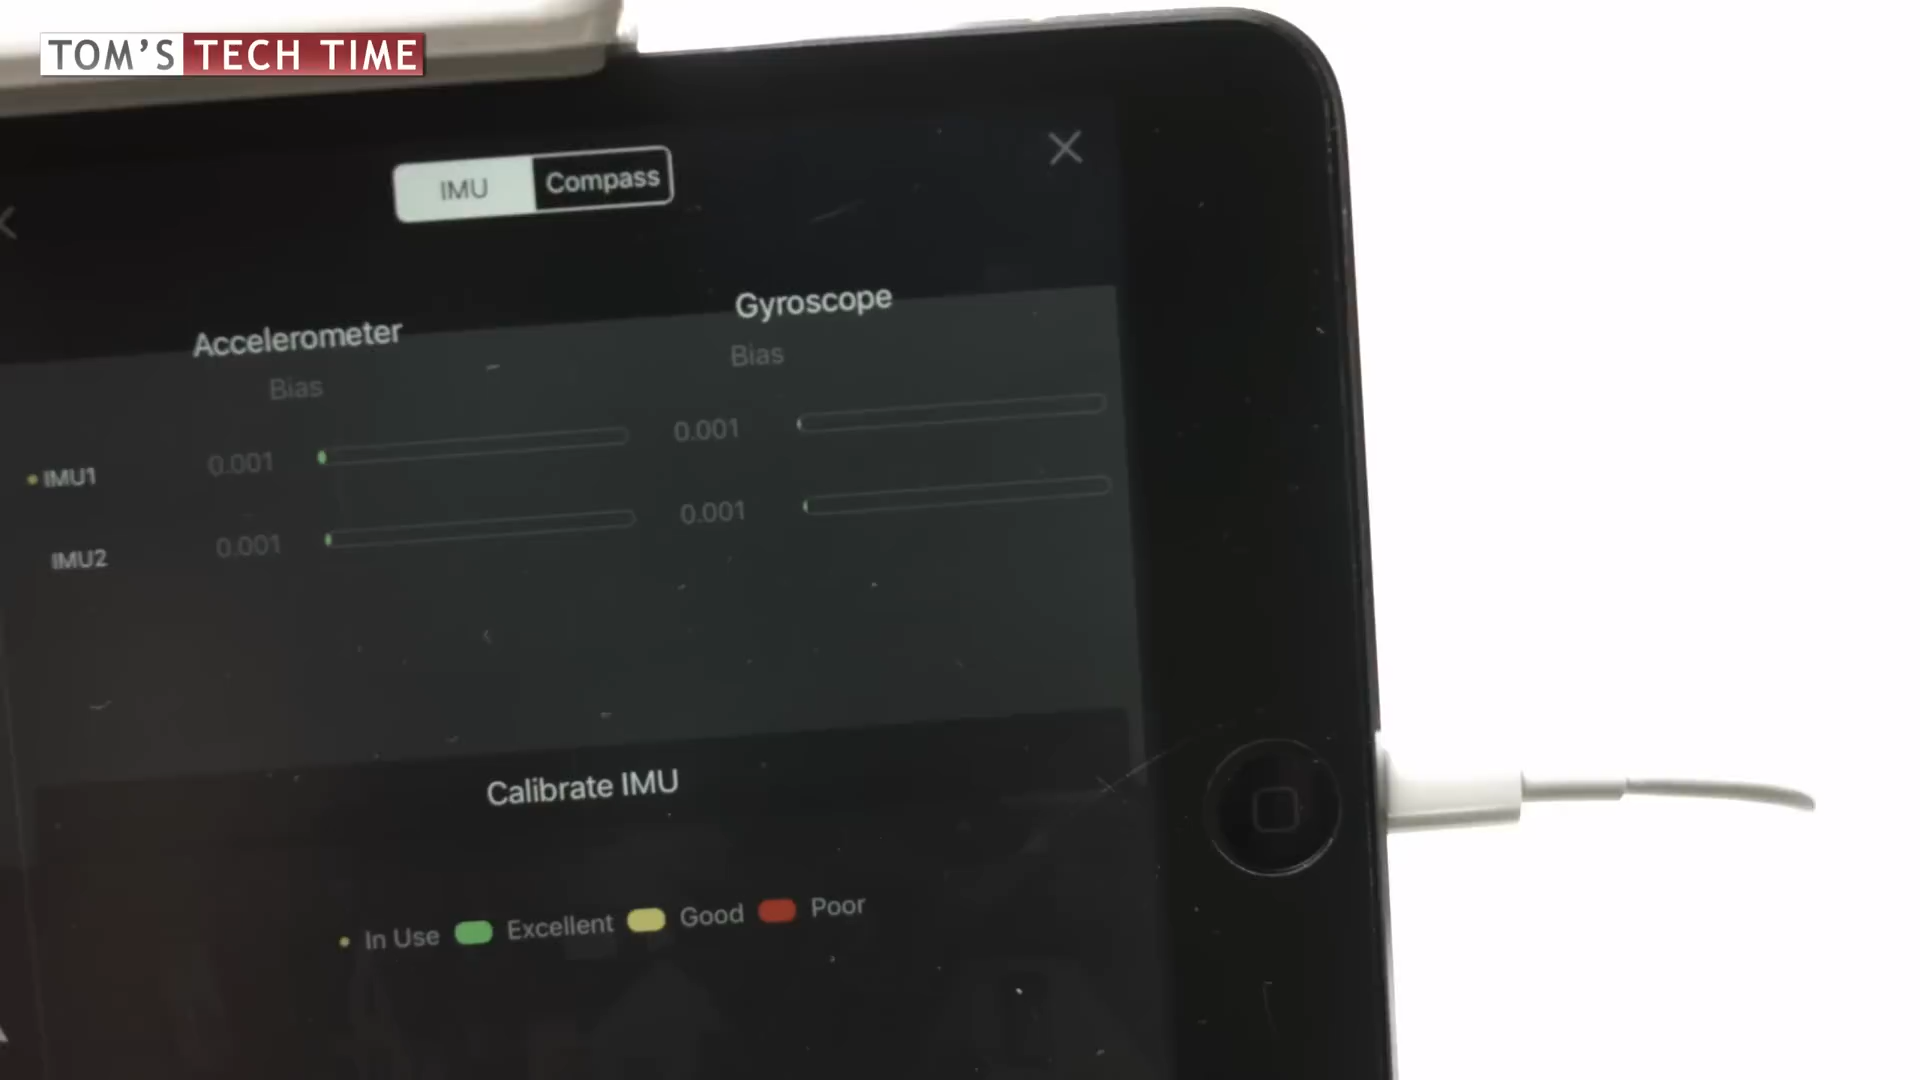 TOM'S TECH TIME
IMU Compass
Accelerometer Gyroscope
Bias Bias
IMU1 0.001 0.001
IMU2 0.001 0.001
Calibrate IMU
In Use Excellent Good Poor